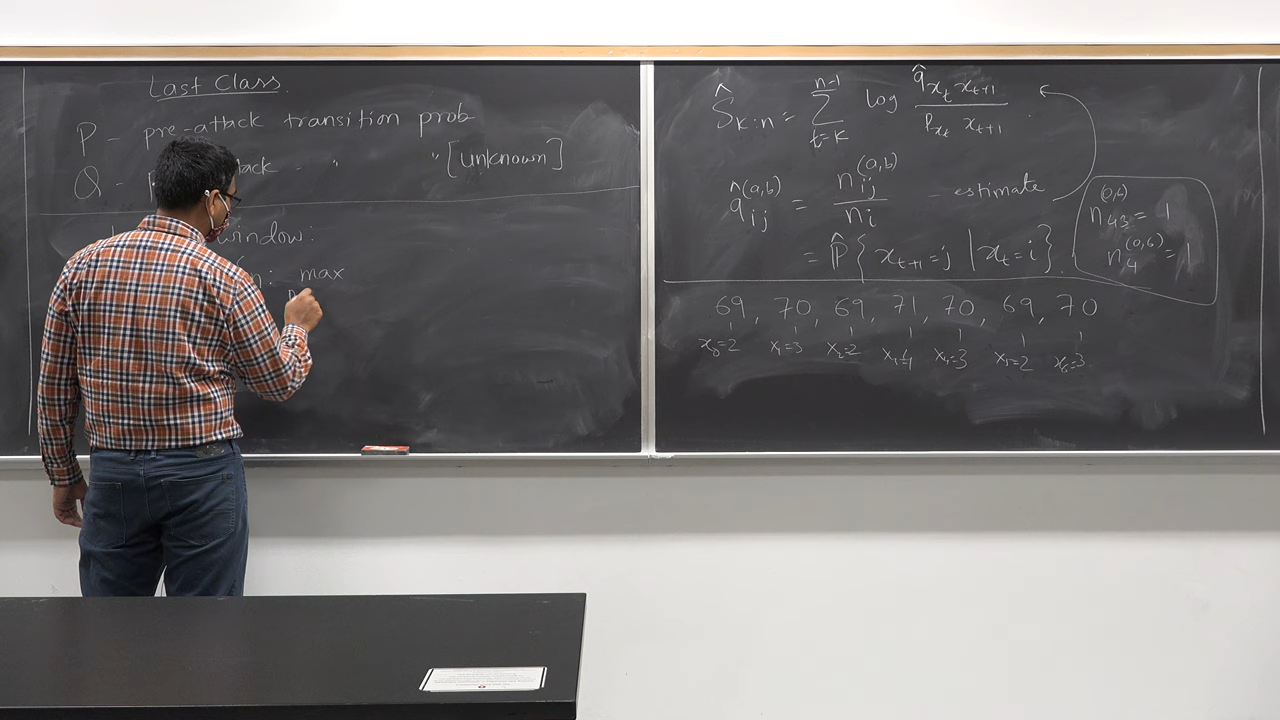 Last Class.
P - pre-attack transition prob
Q - tack - " " [unknown]
window:
n: max
Ŝ_{k:n} = ∑_{t=k}^{n-1} log q̂_{x_t x_{t+1}} / p_{x_t x_{t+1}}
q̂_{ij}^{(a,b)} = n_{ij}^{(a,b)} / n_i - estimate
= P̂{ x_{t+1}=j | x_t=i }.
n_{43}^{(0,6)} = 1
n_4^{(0,6)} = 1
69, 70, 69, 71, 70, 69, 70
x_0=2 x_1=3 x_2=2 x_3=4 x_4=3 x_5=2 x_6=3